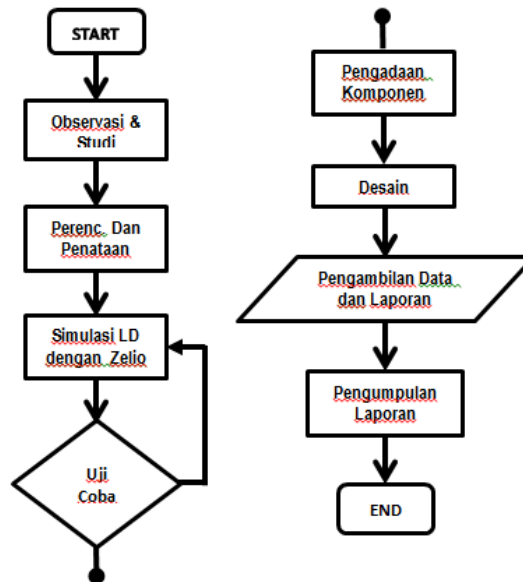 START
Observasi &
Studi
Perenc. Dan
Penataan
Simulasi LD
dengan Zelio
Uji
Coba
Pengadaan
Komponen
Desain
Pengambilan Data
dan Laporan
Pengumpulan
Laporan
END